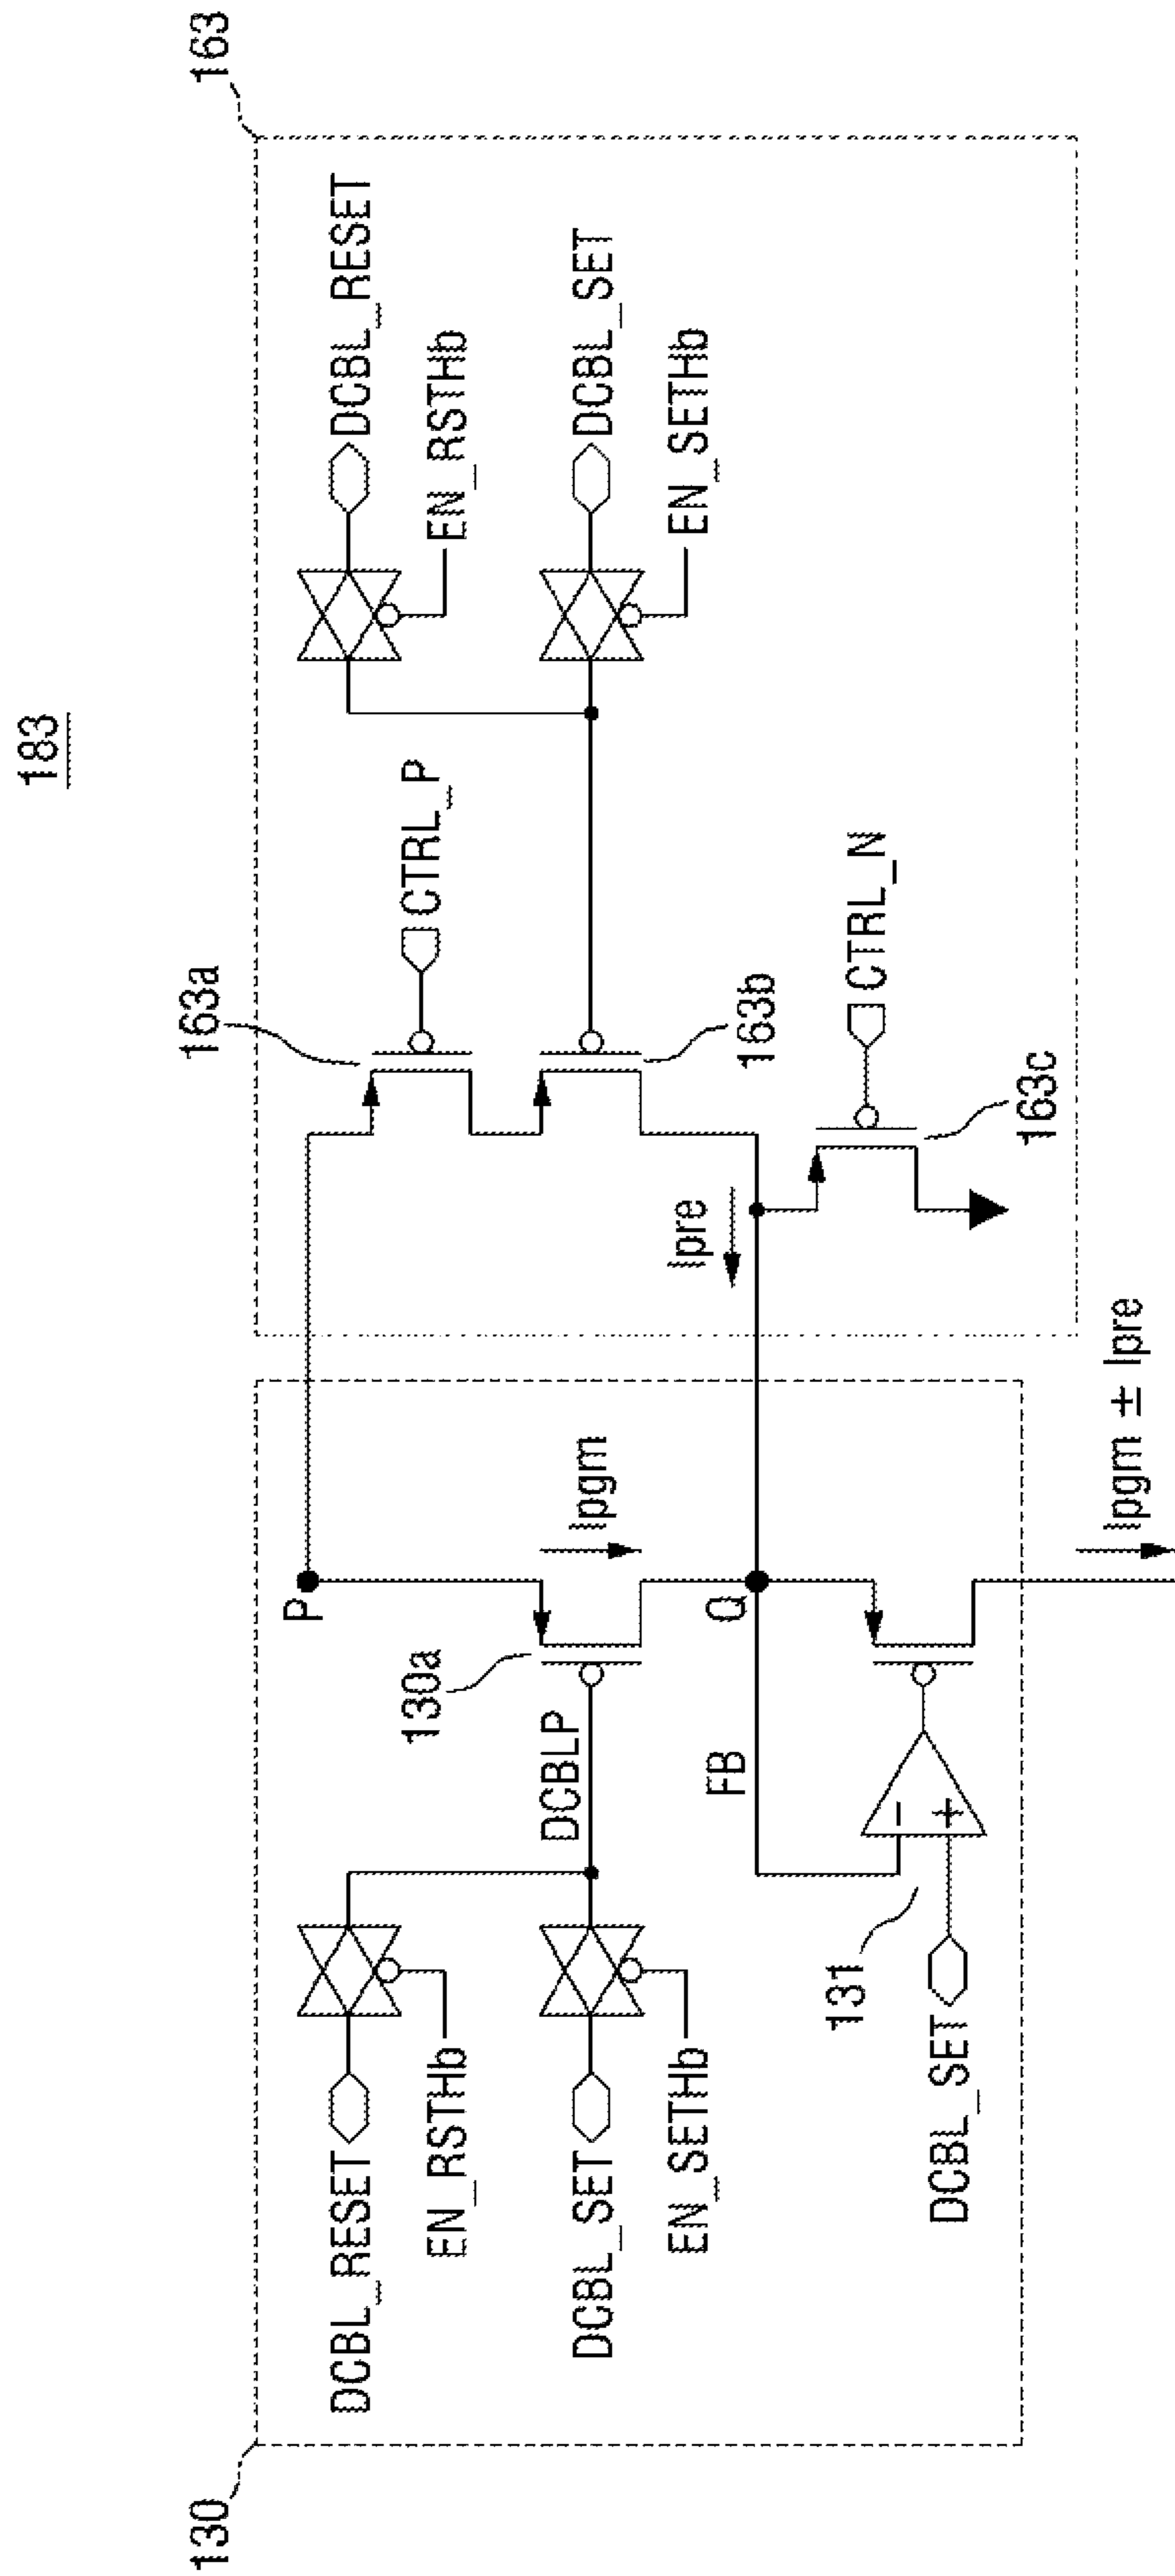 183
130
163
DCBL_RESET
EN_RSTHb
DCBL_SET
EN_SETHb
DCBLP
130a
P
Ipgm
FB
Q
131
DCBL_SET
- +
Ipgm ± Ipre
163a
CTRL_P
DCBL_RESET
EN_RSTHb
DCBL_SET
EN_SETHb
163b
Ipre
CTRL_N
163c